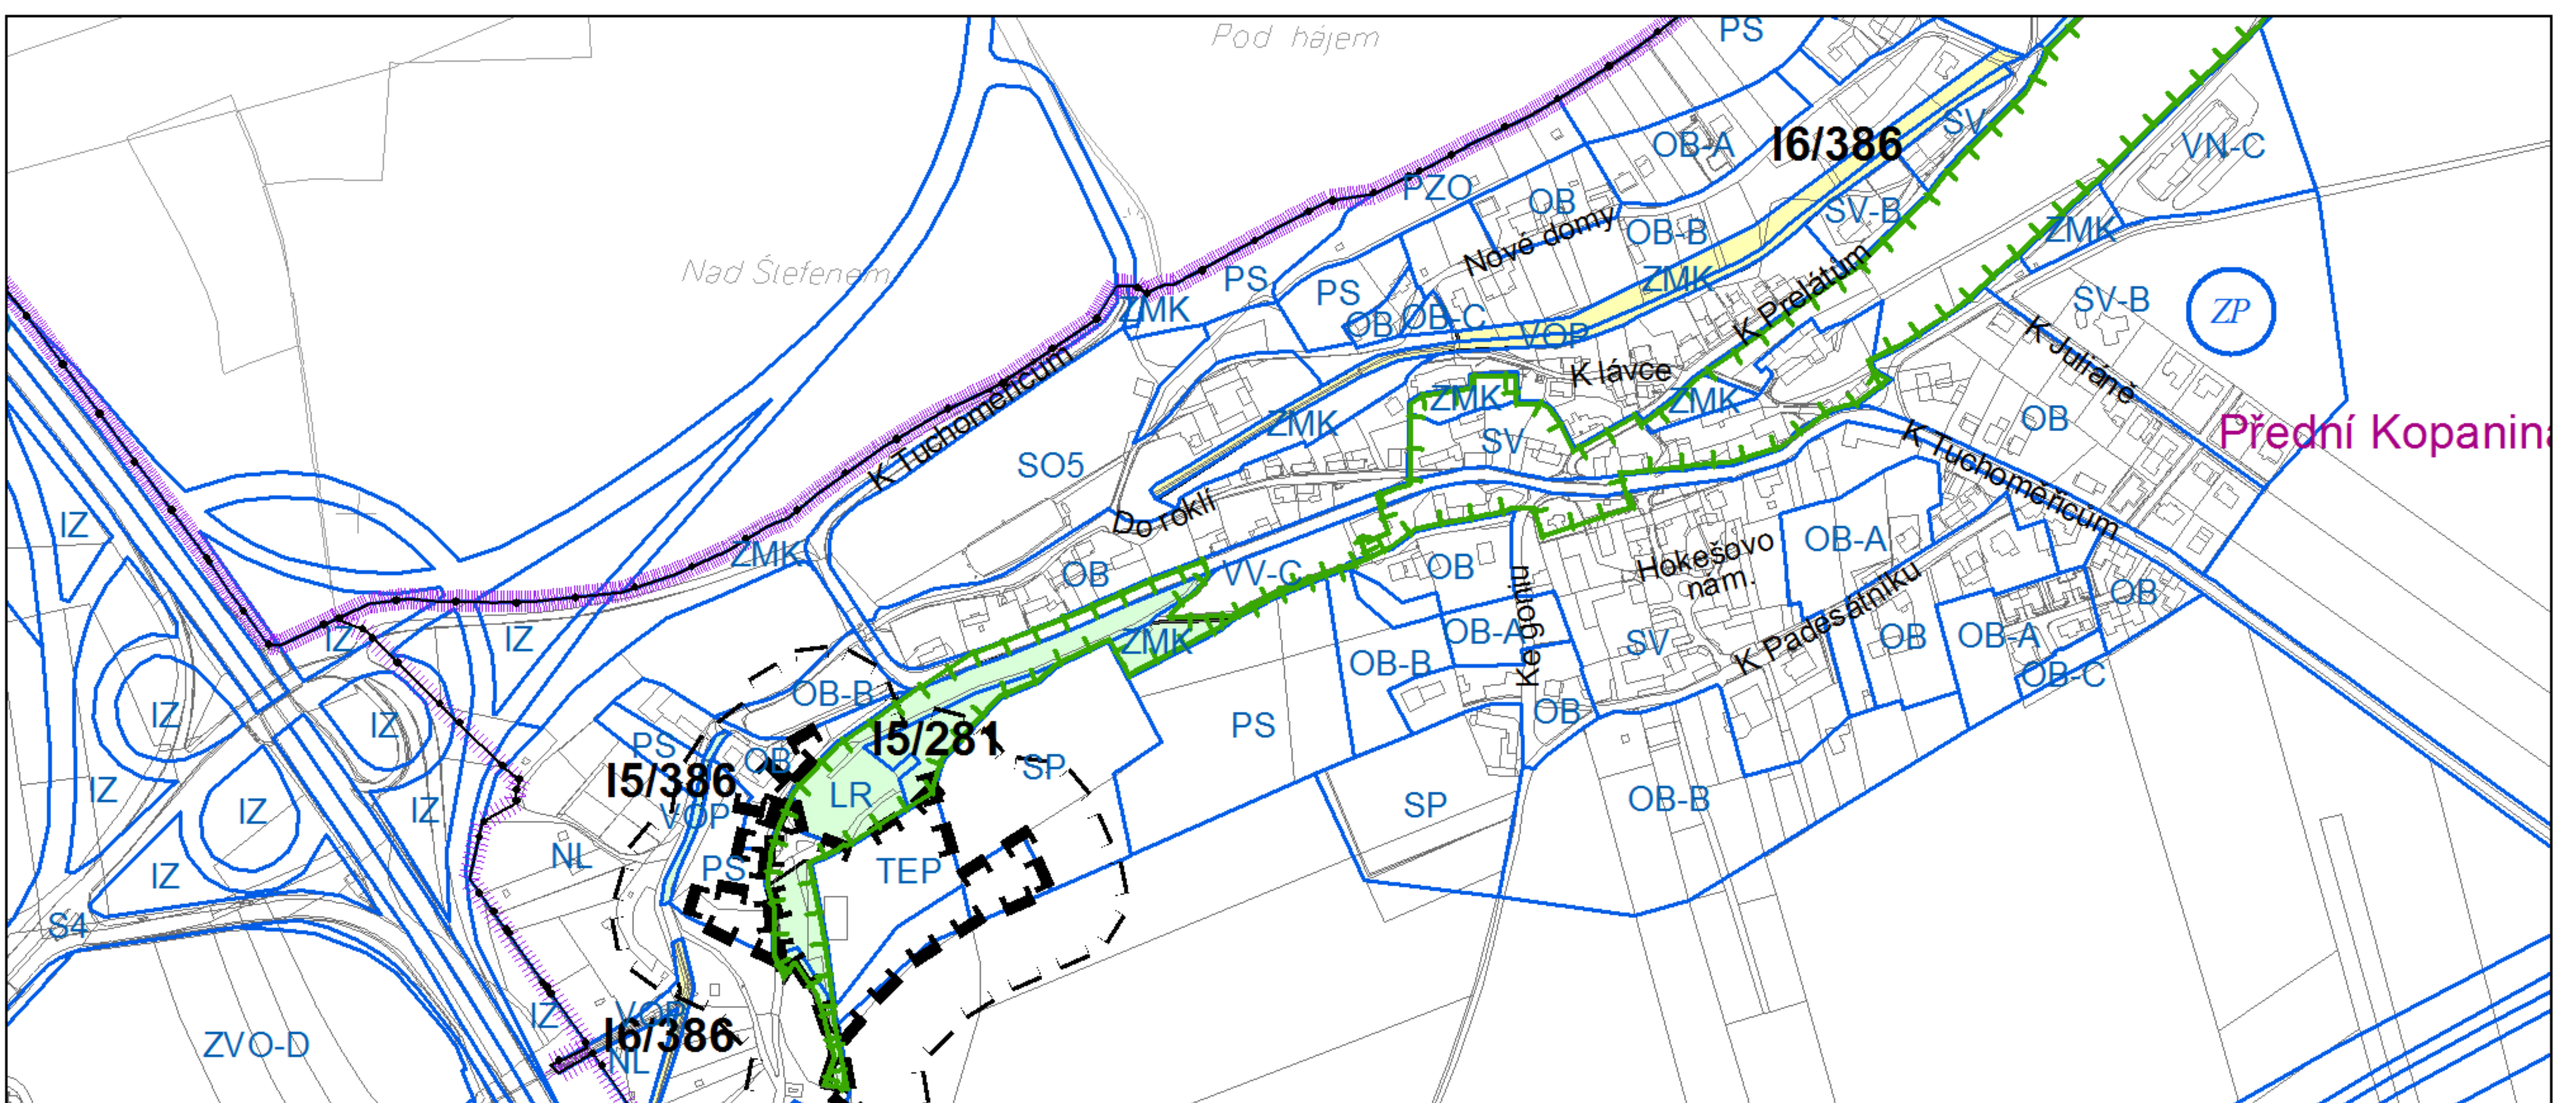 PS
Pod hájem
SV
OB-A
I6/386
VN-C
PZO
OB
SV-B
Nové domy
OB-B
ZMK
Nad Šlefenem
PS
PS
ZMK
K Prelátům
SV-B
ZP
ZMK
OB
OB-C
VOP
K Juliáně
K lávce
K Tuchoměřicům
ZMK
ZMK
ZMK
OB
SV
Přední Kopanina
K Tuchoměřicům
SO5
IZ
Do roklí
ZMK
OB
VV-C
OB
Hokešovo
nám.
OB-A
OB
IZ
IZ
ZMK
OB-A
Ke goniu
SV
K Padesátníku
OB
OB-A
OB-B
OB-C
OB-B
IZ
IZ
PS
OB
I5/281
SP
PS
OB
I5/386
IZ
IZ
IZ
VOP
LR
SP
OB-B
NL
PS
TEP
IZ
S4
IZ
VOP
I6/386
ZVO-D
NL